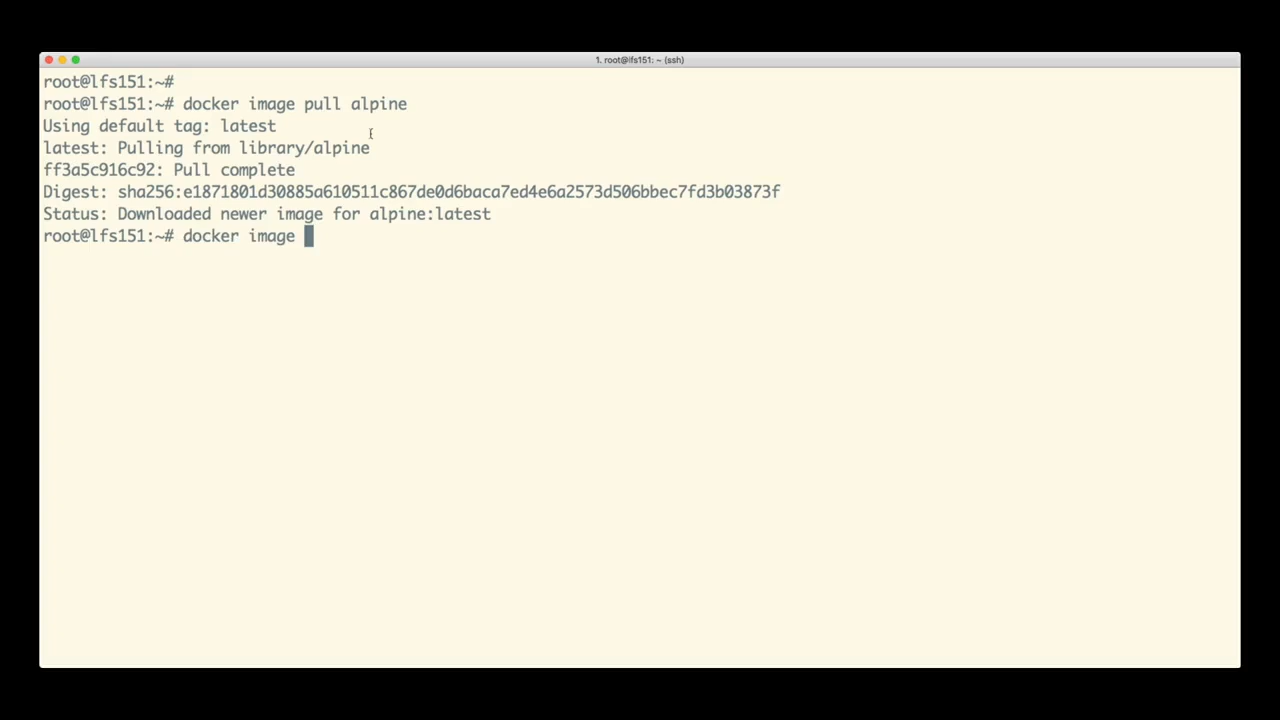 1. root@lfs151: ~ (ssh)
root@lfs151:~#
root@lfs151:~# docker image pull alpine
Using default tag: latest
latest: Pulling from library/alpine
ff3a5c916c92: Pull complete
Digest: sha256:e1871801d30885a610511c867de0d6baca7ed4e6a2573d506bbec7fd3b03873f
Status: Downloaded newer image for alpine:latest
root@lfs151:~# docker image